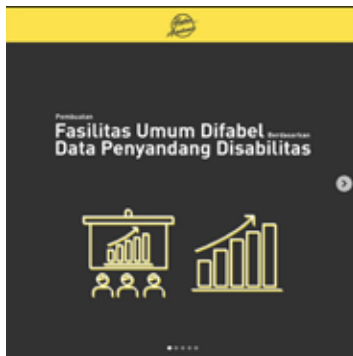 Pembuatan
Fasilitas Umum Difabel Berdasarkan
Data Penyandang Disabilitas